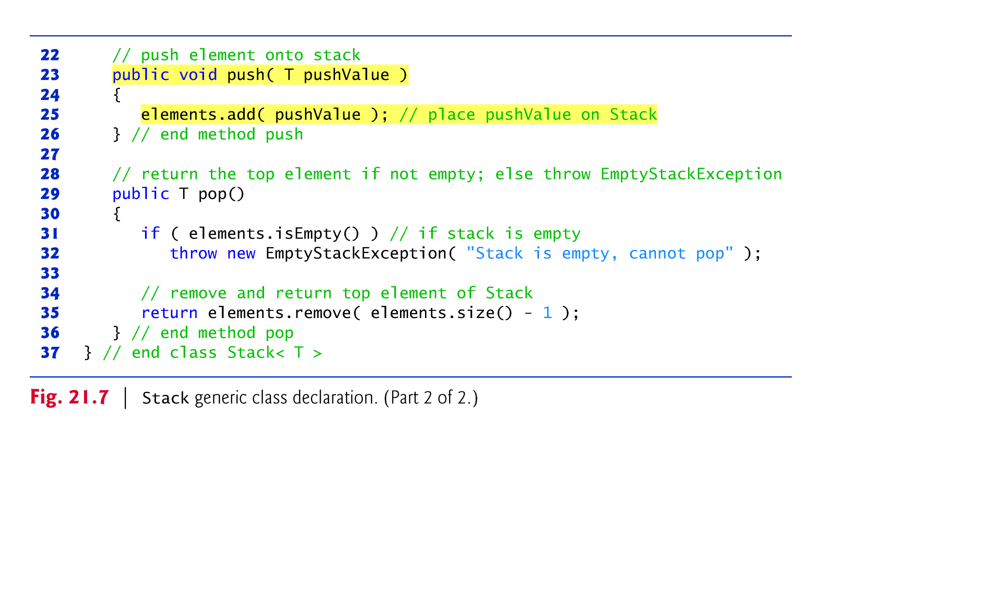 22 // push element onto stack
23 public void push( T pushValue )
24 {
25 elements.add( pushValue ); // place pushValue on Stack
26 } // end method push
27
28 // return the top element if not empty; else throw EmptyStackException
29 public T pop()
30 {
31 if ( elements.isEmpty() ) // if stack is empty
32 throw new EmptyStackException( "Stack is empty, cannot pop" );
33
34 // remove and return top element of Stack
35 return elements.remove( elements.size() - 1 );
36 } // end method pop
37 } // end class Stack< T >
Fig. 21.7 | Stack generic class declaration. (Part 2 of 2.)